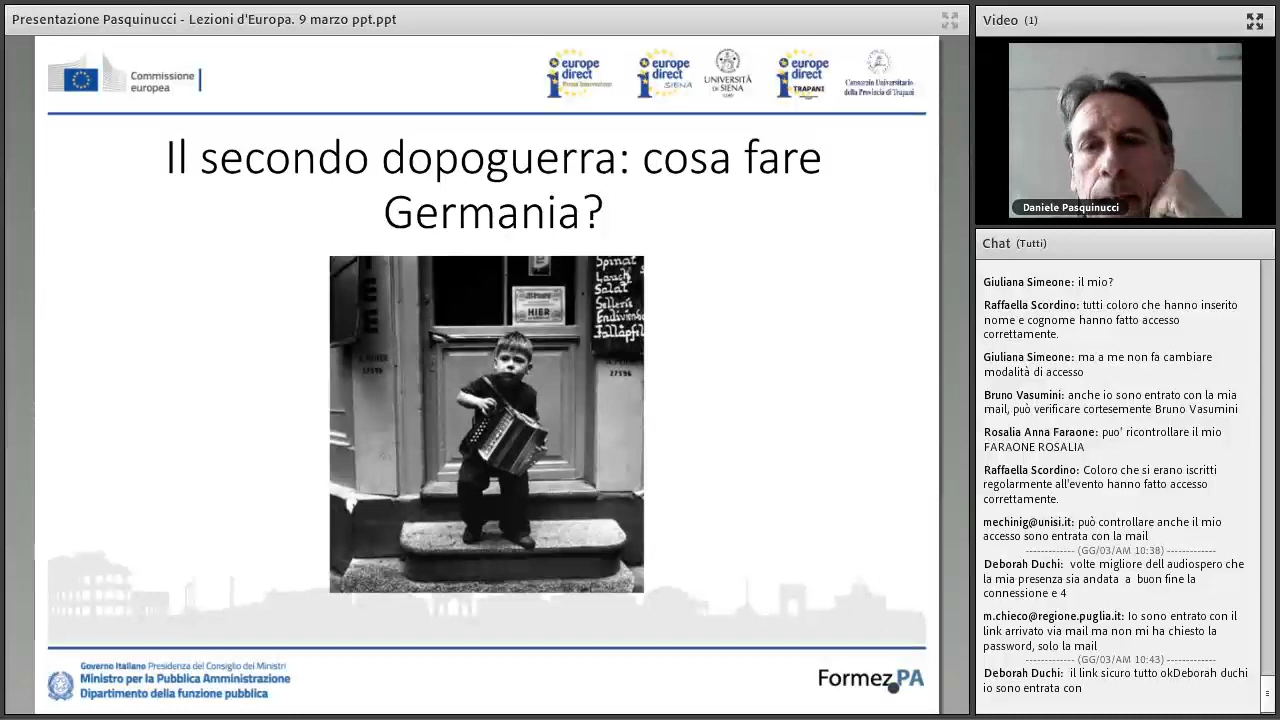 Presentazione Pasquinucci - Lezioni d'Europa. 9 marzo ppt.ppt
Commissione
europea
europe
direct
europe
direct
SIENA
UNIVERSITÀ
DI SIENA
europe
direct
TRAPANI
Consorzio Universitario
della Provincia di Trapani
Il secondo dopoguerra: cosa fare
Germania?
Spinat
Lauch
Salat
Sellerie
HIER
27596
27596
Governo Italiano Presidenza del Consiglio dei Ministri
Ministro per la Pubblica Amministrazione
Dipartimento della funzione pubblica
Formez PA
Video (1)
Daniele Pasquinucci
Chat (Tutti)
Giuliana Simeone: il mio?
Raffaella Scordino: tutti coloro che hanno inserito
nome e cognome hanno fatto accesso
correttamente.
Giuliana Simeone: ma a me non fa cambiare
modalità di accesso
Bruno Vasumini: anche io sono entrato con la mia
mail, può verificare cortesemente Bruno Vasumini
Rosalia Anna Faraone: puo' ricontrollare il mio
FARAONE ROSALIA
Raffaella Scordino: Coloro che si erano iscritti
regolarmente all'evento hanno fatto accesso
correttamente.
mechinig@unisi.it: può controllare anche il mio
accesso sono entrata con la mail
------------- (GG/03/AM 10:38) -------------
Deborah Duchi: volte migliore dell audiospero che
la mia presenza sia andata a buon fine la
connessione e 4
m.chieco@regione.puglia.it: Io sono entrato con il
link arrivato via mail ma non mi ha chiesto la
password, solo la mail
------------- (GG/03/AM 10:43) -------------
Deborah Duchi: il link sicuro tutto okDeborah duchi
io sono entrata con